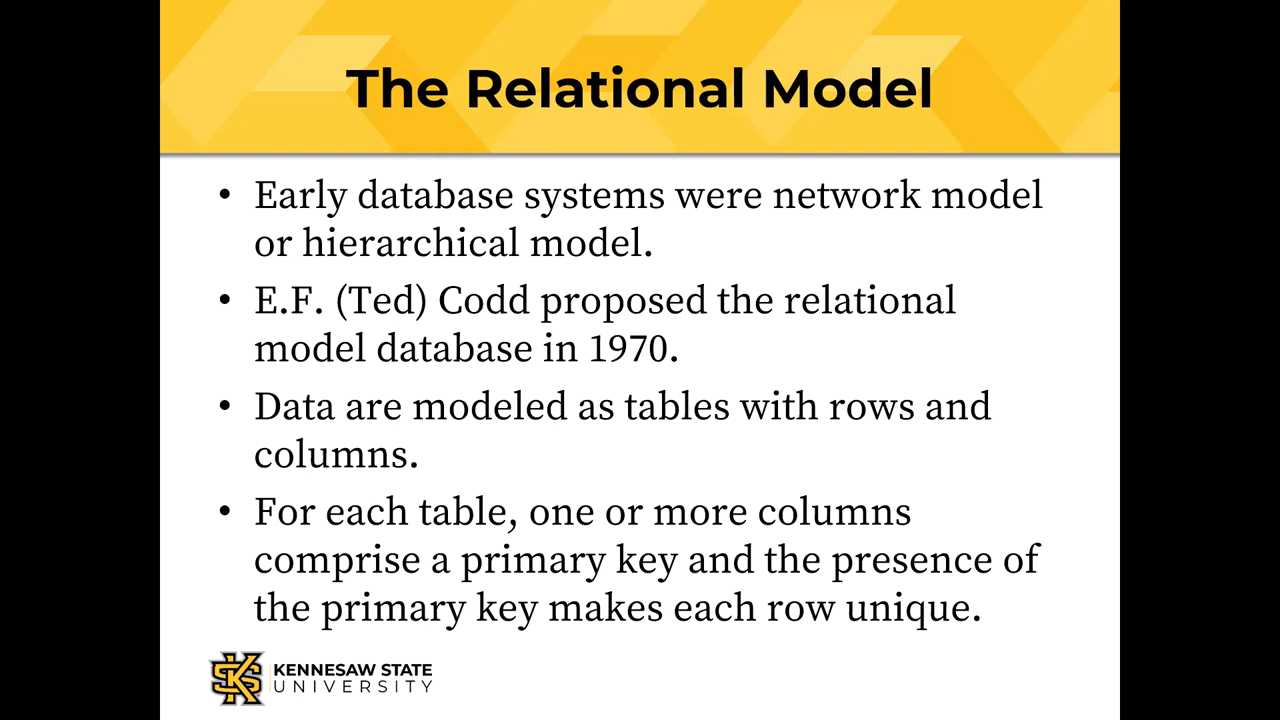 The Relational Model
• Early database systems were network model
or hierarchical model.
• E.F. (Ted) Codd proposed the relational
model database in 1970.
• Data are modeled as tables with rows and
columns.
• For each table, one or more columns
comprise a primary key and the presence of
the primary key makes each row unique.
KS
KENNESAW STATE
UNIVERSITY